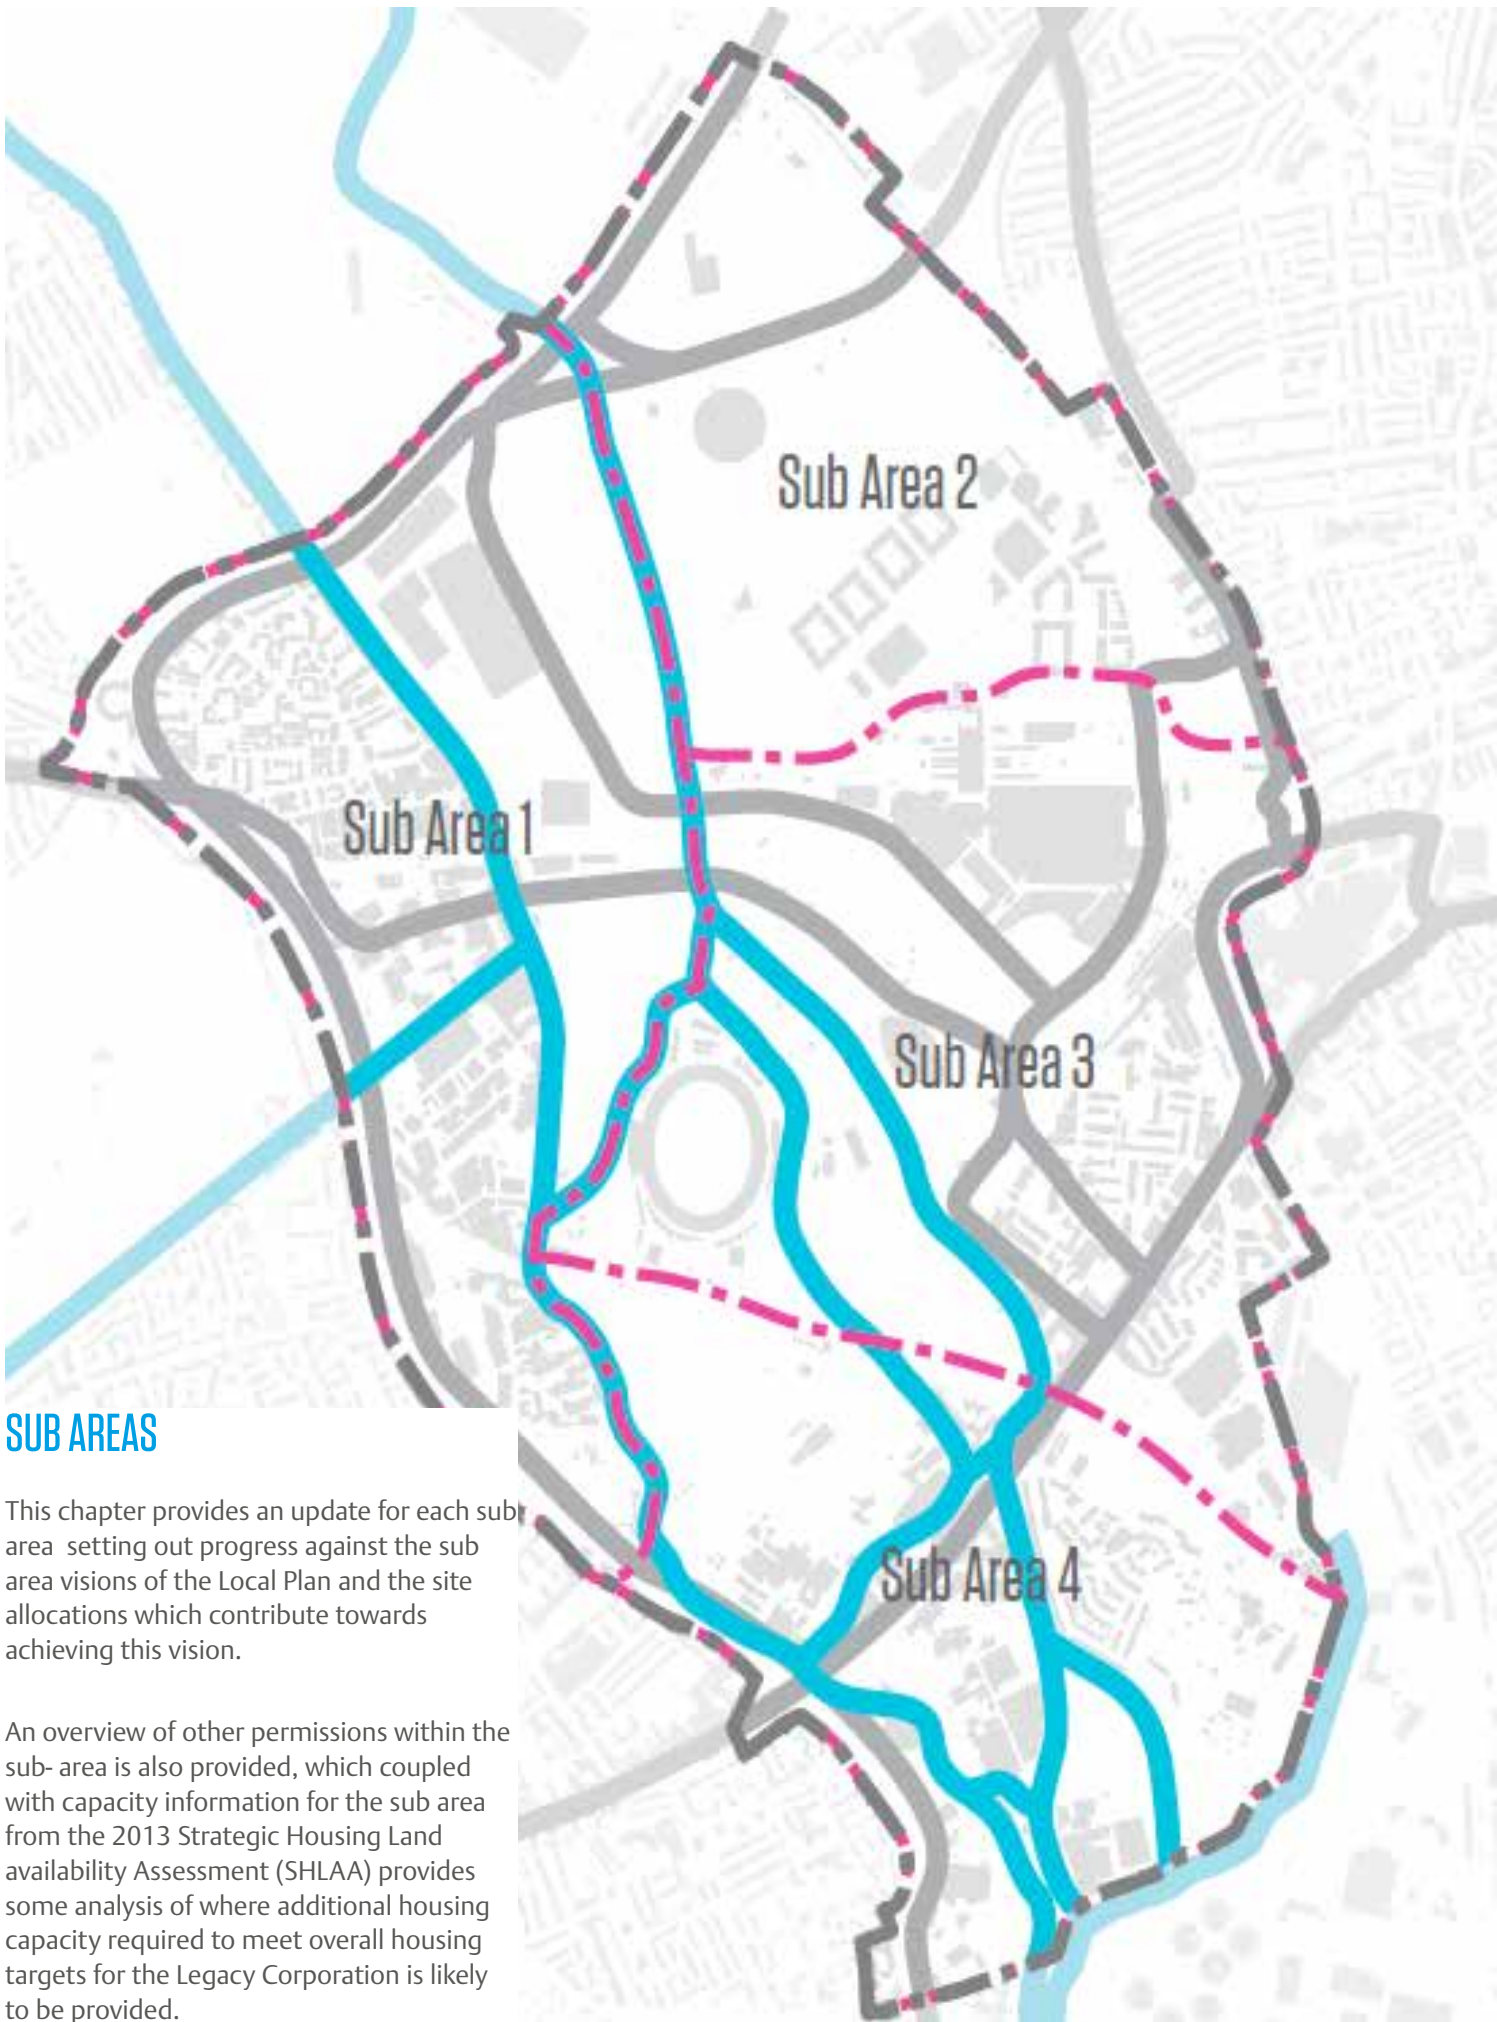 Sub Area 2
Sub Area 1
Sub Area 3
Sub Area 4
SUB AREAS
This chapter provides an update for each sub
area setting out progress against the sub
area visions of the Local Plan and the site
allocations which contribute towards
achieving this vision.
An overview of other permissions within the
sub- area is also provided, which coupled
with capacity information for the sub area
from the 2013 Strategic Housing Land
availability Assessment (SHLAA) provides
some analysis of where additional housing
capacity required to meet overall housing
targets for the Legacy Corporation is likely
to be provided.